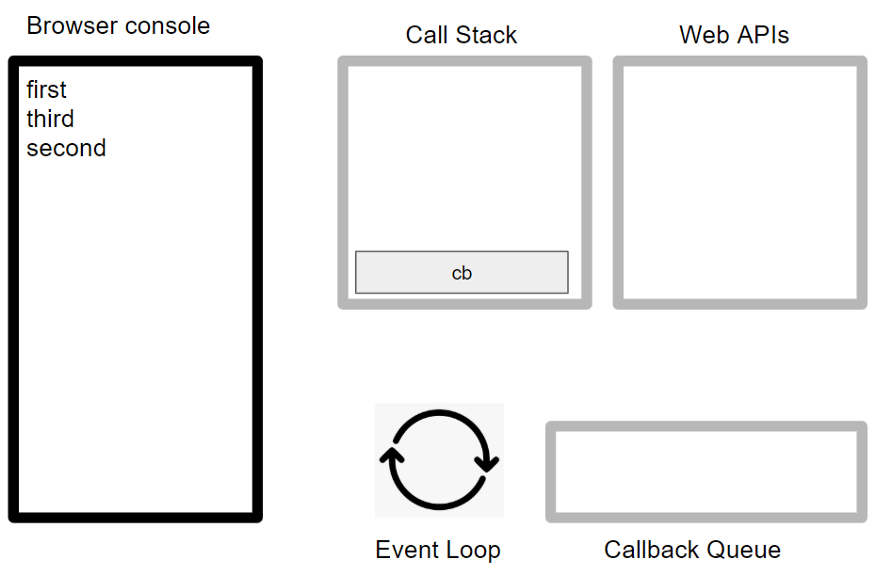 Browser console
first
third
second
Call Stack
cb
Web APIs
Event Loop
Callback Queue